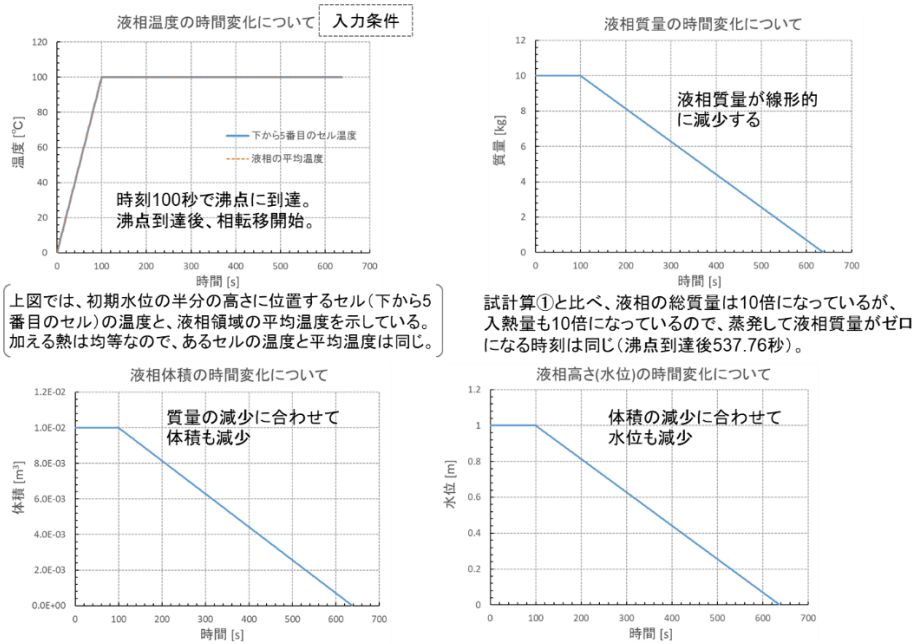 液相温度の時間変化について
入力条件
温度 [℃]
120
100
80
60
40
20
0
下から5番目のセル温度
液相の平均温度
時刻100秒で沸点に到達。
沸点到達後、相転移開始。
0 100 200 300 400 500 600 700
時間 [s]
上図では、初期水位の半分の高さに位置するセル(下から5
番目のセル)の温度と、液相領域の平均温度を示している。
加える熱は均等なので、あるセルの温度と平均温度は同じ。
液相質量の時間変化について
質量 [kg]
12
10
8
6
4
2
0
液相質量が線形的
に減少する
0 100 200 300 400 500 600 700
時間 [s]
試計算①と比べ、液相の総質量は10倍になっているが、
入熱量も10倍になっているので、蒸発して液相質量がゼロ
になる時刻は同じ(沸点到達後537.76秒)。
液相体積の時間変化について
体積 [m³]
1.2E-02
1.0E-02
8.0E-03
6.0E-03
4.0E-03
2.0E-03
0.0E+00
質量の減少に合わせて
体積も減少
0 100 200 300 400 500 600 700
時間 [s]
液相高さ(水位)の時間変化について
水位 [m]
1.2
1
0.8
0.6
0.4
0.2
0
体積の減少に合わせて
水位も減少
0 100 200 300 400 500 600 700
時間 [s]